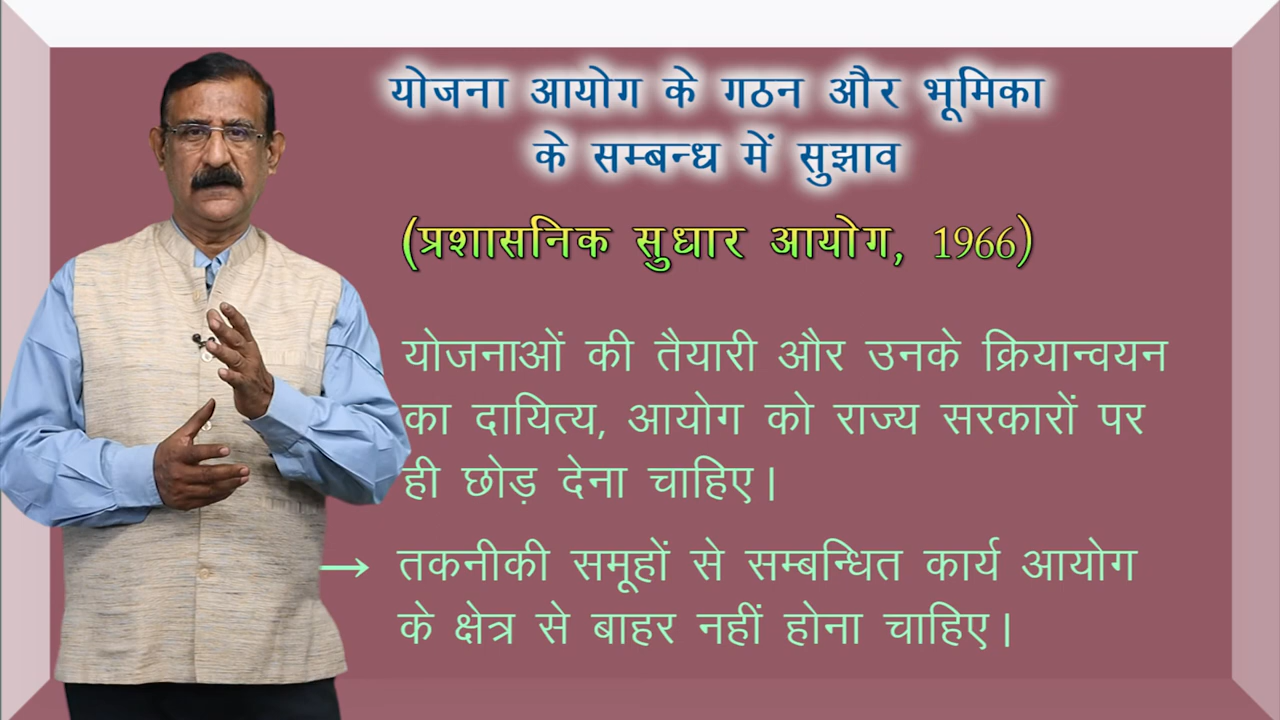 योजना आयोग के गठन और भूमिका
के सम्बन्ध में सुझाव
(प्रशासनिक सुधार आयोग, 1966)
योजनाओं की तैयारी और उनके क्रियान्वयन
का दायित्य, आयोग को राज्य सरकारों पर
ही छोड़ देना चाहिए।
→ तकनीकी समूहों से सम्बन्धित कार्य आयोग
के क्षेत्र से बाहर नहीं होना चाहिए।